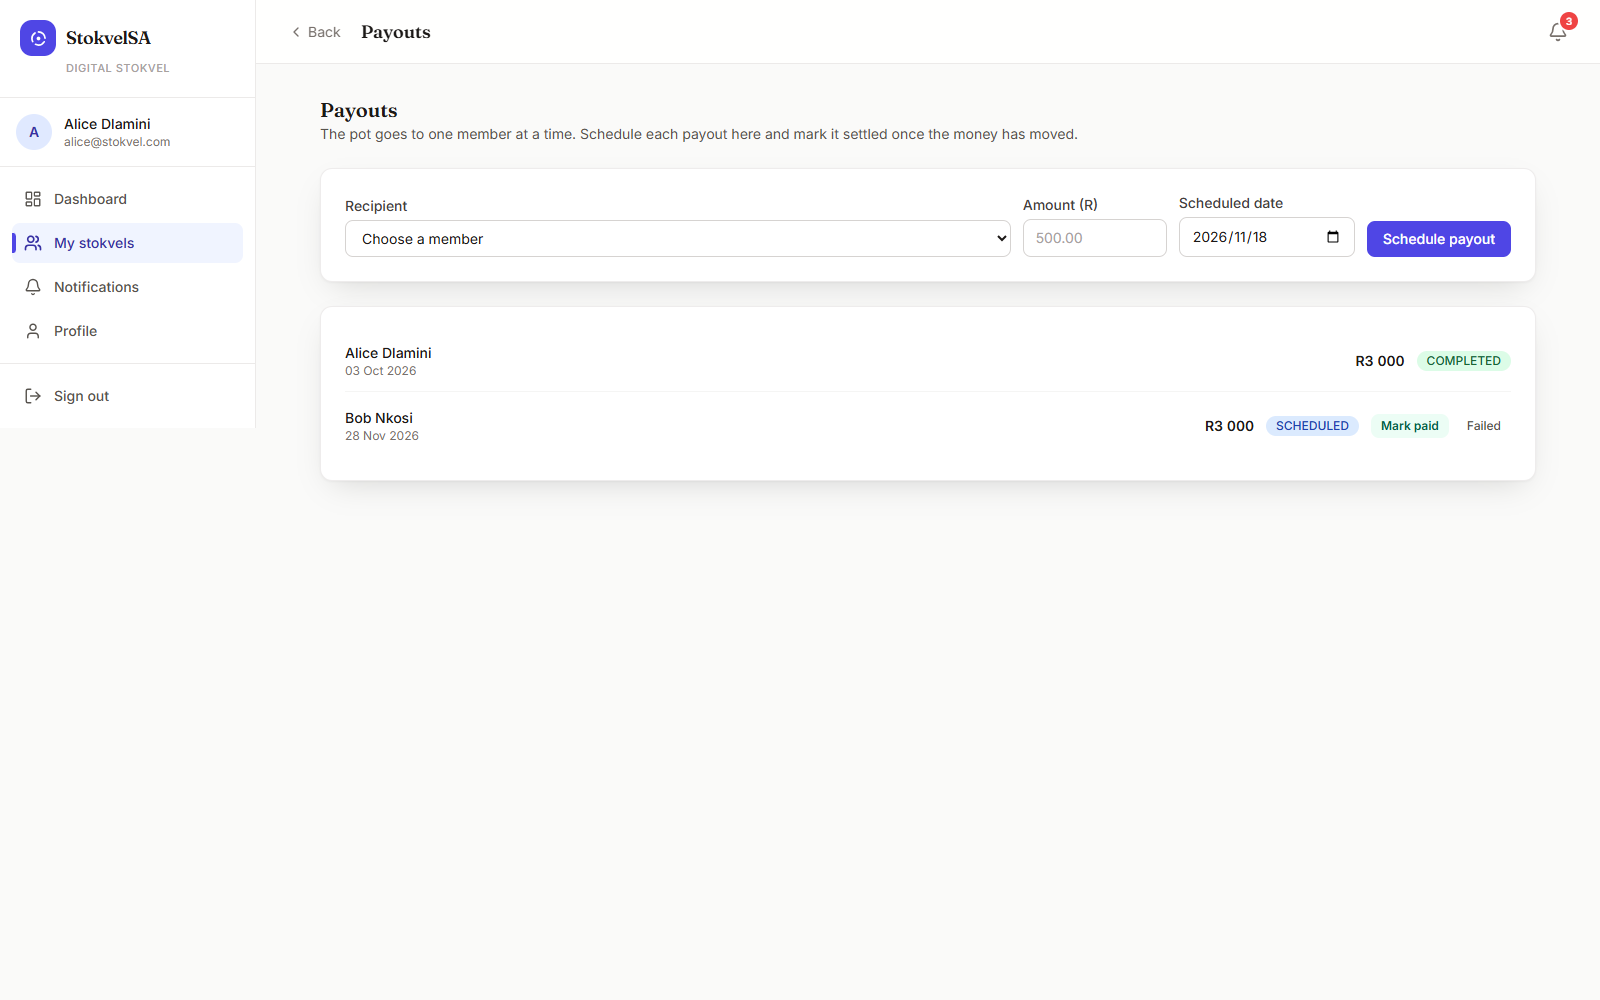 StokvelSA
DIGITAL STOKVEL
A
Alice Dlamini
alice@stokvel.com
Dashboard
My stokvels
Notifications
Profile
Sign out
Back
Payouts
3
Payouts
The pot goes to one member at a time. Schedule each payout here and mark it settled once the money has moved.
Recipient
Choose a member
Amount (R)
500.00
Scheduled date
2026/11/18
Schedule payout
Alice Dlamini
03 Oct 2026
R3 000
COMPLETED
Bob Nkosi
28 Nov 2026
R3 000
SCHEDULED
Mark paid
Failed